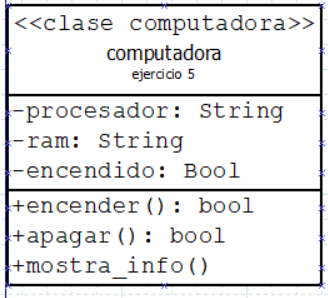 <<clase computadora>>
computadora
ejercicio 5
-procesador: String
-ram: String
-encendido: Bool
+encender(): bool
+apagar(): bool
+mostra_info()